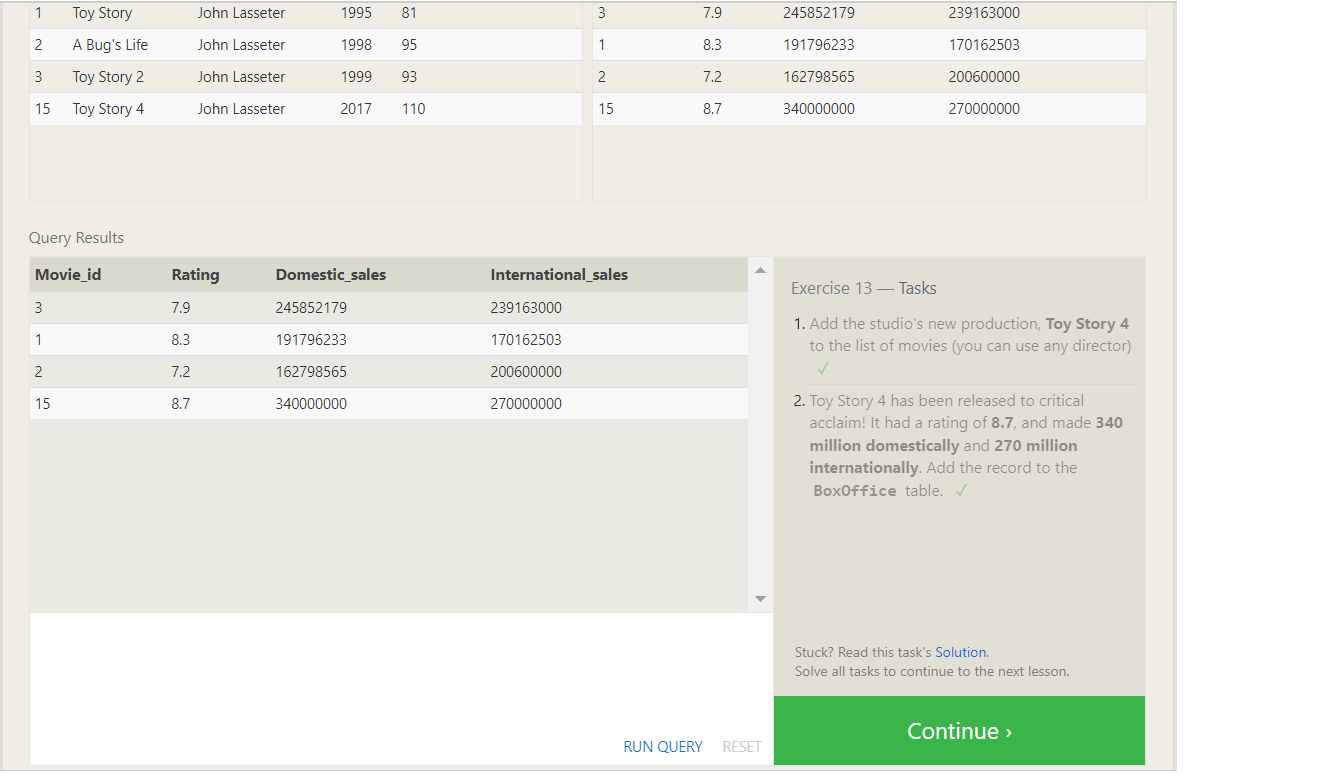 1 Toy Story John Lasseter 1995 81
2 A Bug's Life John Lasseter 1998 95
3 Toy Story 2 John Lasseter 1999 93
15 Toy Story 4 John Lasseter 2017 110
3 7.9 245852179 239163000
1 8.3 191796233 170162503
2 7.2 162798565 200600000
15 8.7 340000000 270000000
Query Results
Movie_id Rating Domestic_sales International_sales
3 7.9 245852179 239163000
1 8.3 191796233 170162503
2 7.2 162798565 200600000
15 8.7 340000000 270000000
RUN QUERY RESET
Exercise 13 — Tasks
1. Add the studio's new production, Toy Story 4
to the list of movies (you can use any director)
✓
2. Toy Story 4 has been released to critical
acclaim! It had a rating of 8.7, and made 340
million domestically and 270 million
internationally. Add the record to the
BoxOffice table. ✓
Stuck? Read this task's Solution.
Solve all tasks to continue to the next lesson.
Continue ›